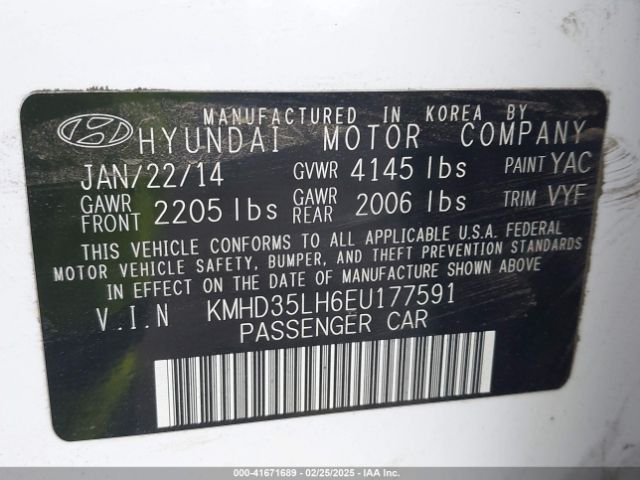 MANUFACTURED IN KOREA BY
HYUNDAI MOTOR COMPANY
JAN/22/14 GVWR 4145 lbs PAINT YAC
GAWR FRONT 2205 lbs GAWR REAR 2006 lbs TRIM VYF
THIS VEHICLE CONFORMS TO ALL APPLICABLE U.S.A. FEDERAL
MOTOR VEHICLE SAFETY, BUMPER, AND THEFT PREVENTION STANDARDS
IN EFFECT ON THE DATE OF MANUFACTURE SHOWN ABOVE.
V.I.N KMHD35LH6EU177591
PASSENGER CAR
000-41671689 - 02/25/2025 - IAAI.COM